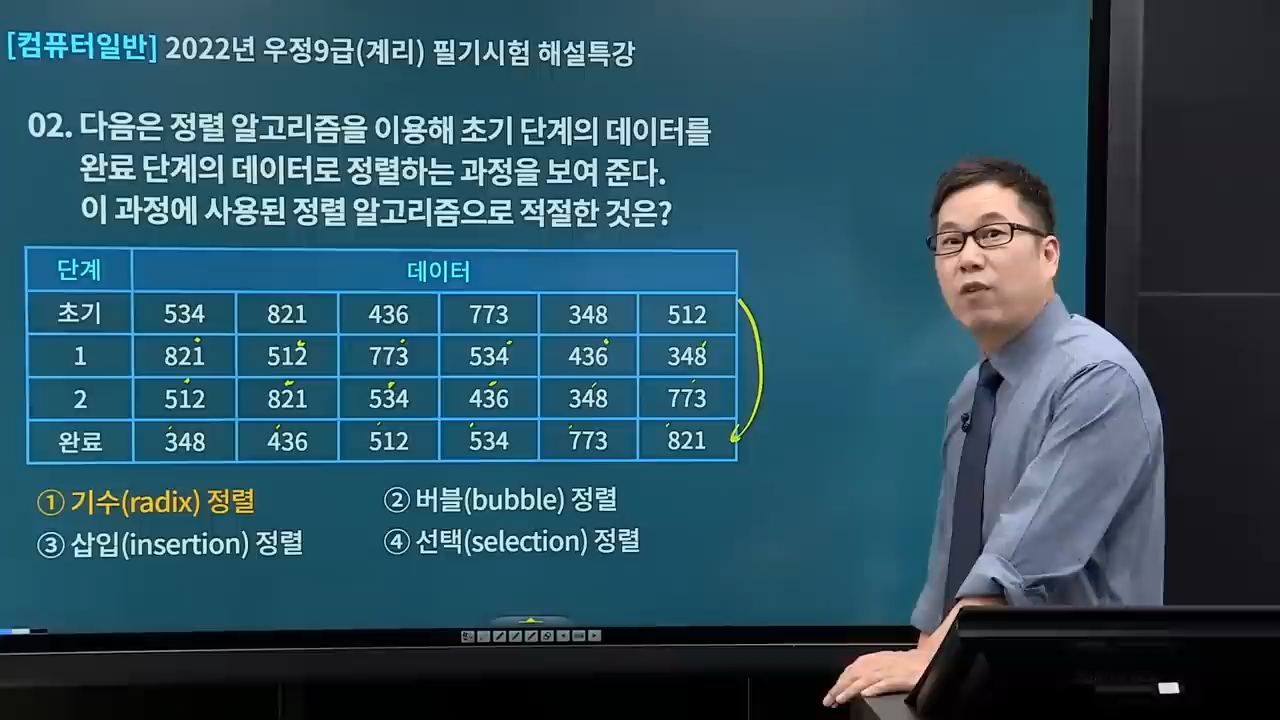 [컴퓨터일반] 2022년 우정9급(계리) 필기시험 해설특강
02. 다음은 정렬 알고리즘을 이용해 초기 단계의 데이터를
완료 단계의 데이터로 정렬하는 과정을 보여 준다.
이 과정에 사용된 정렬 알고리즘으로 적절한 것은?
단계 데이터
초기 534 821 436 773 348 512
1 821 512 773 534 436 348
2 512 821 534 436 348 773
완료 348 436 512 534 773 821
① 기수(radix) 정렬 ② 버블(bubble) 정렬
③ 삽입(insertion) 정렬 ④ 선택(selection) 정렬